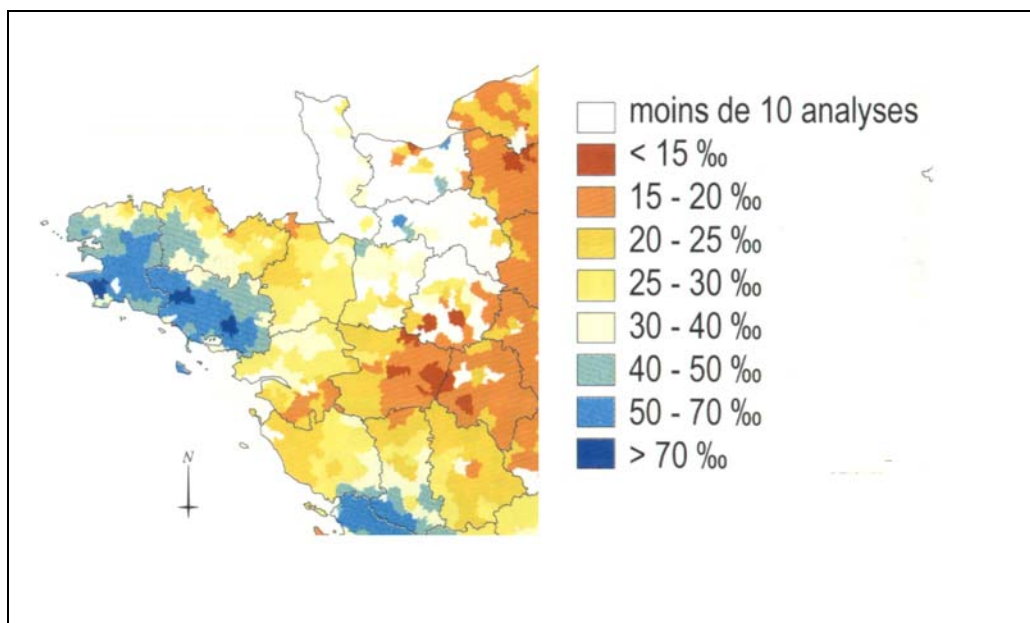 moins de 10 analyses
< 15 ‰
15 - 20 ‰
20 - 25 ‰
25 - 30 ‰
30 - 40 ‰
40 - 50 ‰
50 - 70 ‰
> 70 ‰
N